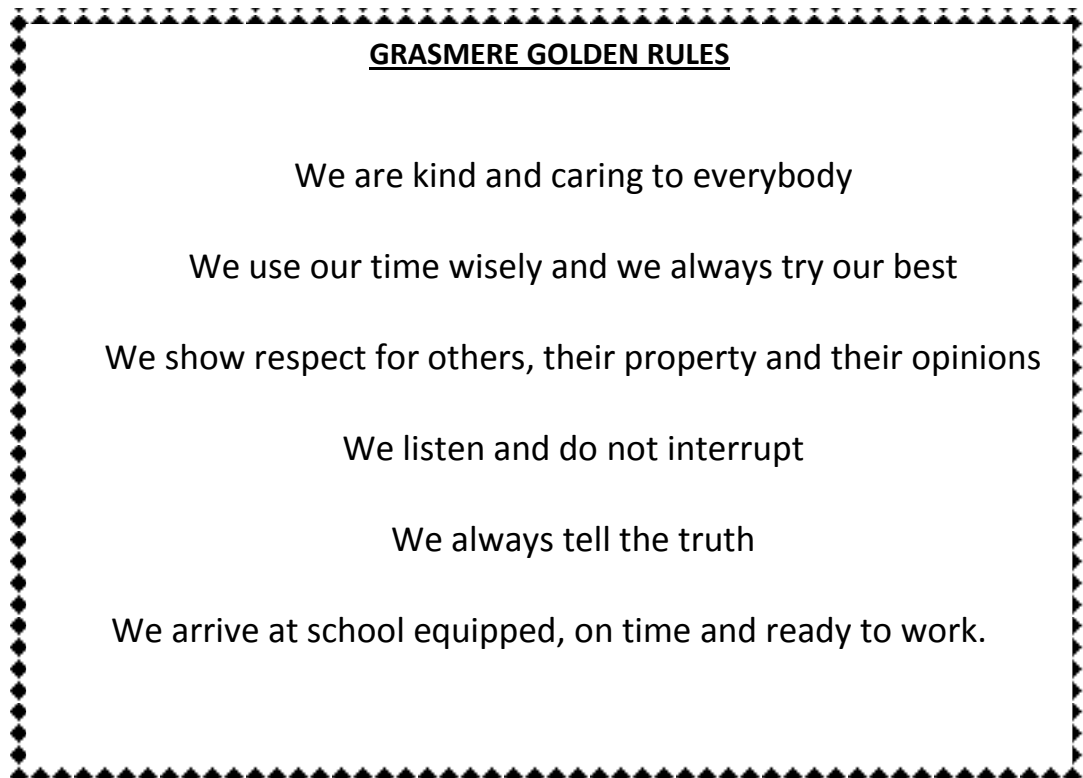 GRASMERE GOLDEN RULES
We are kind and caring to everybody
We use our time wisely and we always try our best
We show respect for others, their property and their opinions
We listen and do not interrupt
We always tell the truth
We arrive at school equipped, on time and ready to work.